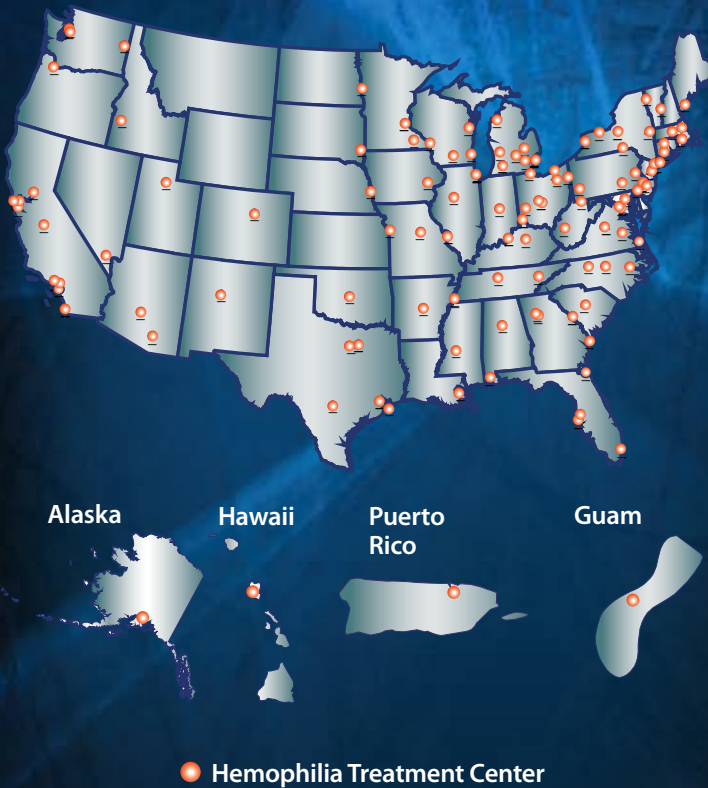 Alaska
Hawaii
Puerto
Rico
Guam
Hemophilia Treatment Center